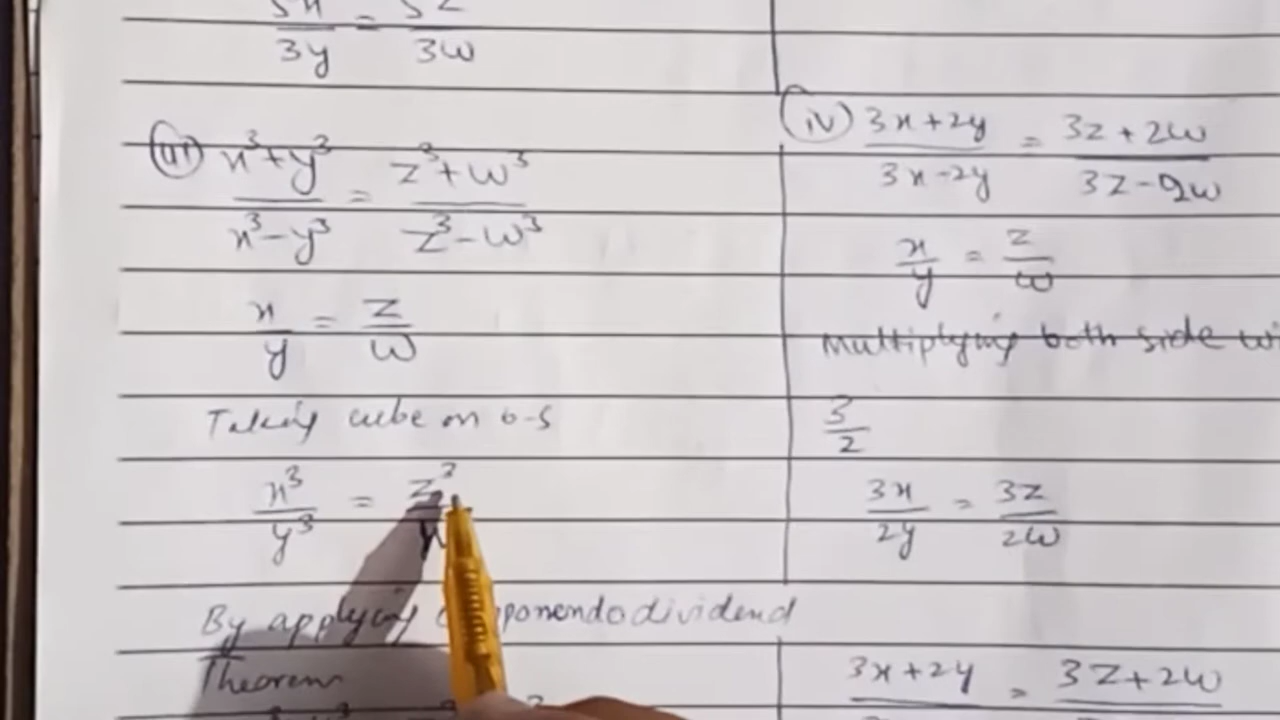 3y 3w
(iii) x³+y³ = z³+w³
x³-y³ z³-w³
x = z
y w
Taking cube on b-s
x³ = z³
y³
By applying
Theorem
(iv) 3x+2y = 3z+2w
3x-2y 3z-2w
x = z
y w
Multiplying both side
3
2
3x = 3z
2y 2w
3x+2y = 3z+2w